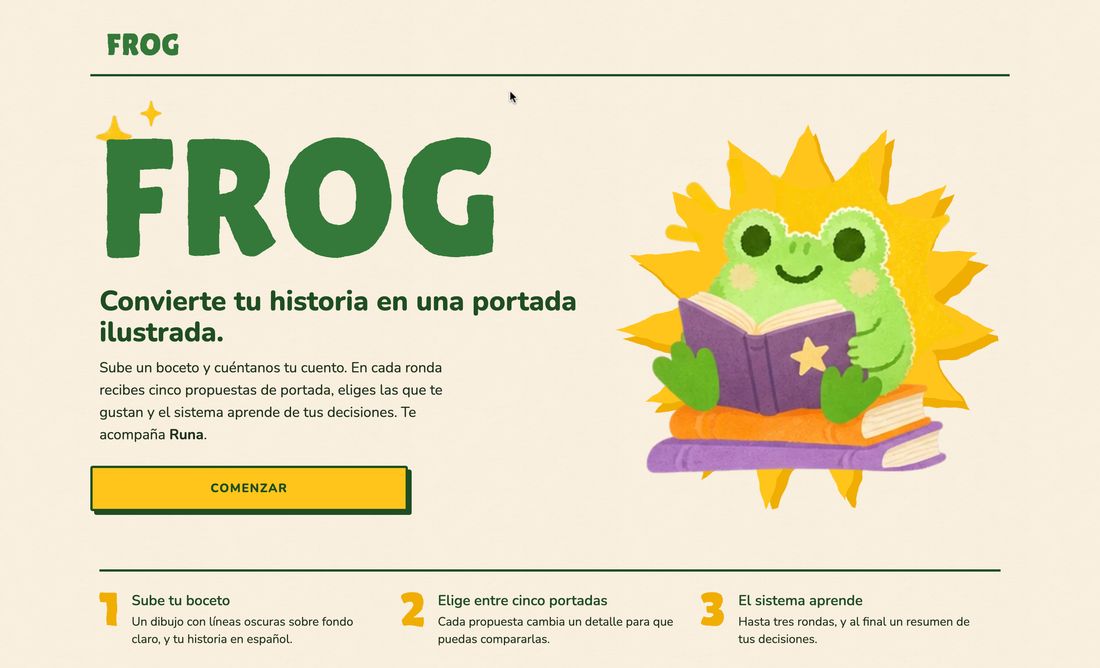 FROG
FROG
Convierte tu historia en una portada
ilustrada.
Sube un boceto y cuéntanos tu cuento. En cada ronda
recibes cinco propuestas de portada, eliges las que te
gustan y el sistema aprende de tus decisiones. Te
acompaña Runa.
COMENZAR
1 Sube tu boceto
Un dibujo con líneas oscuras sobre fondo
claro, y tu historia en español.
2 Elige entre cinco portadas
Cada propuesta cambia un detalle para que
puedas compararlas.
3 El sistema aprende
Hasta tres rondas, y al final un resumen de
tus decisiones.